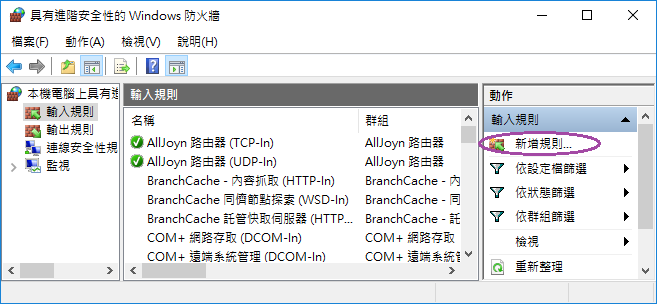 具有進階安全性的 Windows 防火牆
檔案(F) 動作(A) 檢視(V) 說明(H)
本機電腦上具有進
輸入規則
輸出規則
連線安全性規
監視
輸入規則
名稱 群組
AllJoyn 路由器 (TCP-In) AllJoyn 路由器
AllJoyn 路由器 (UDP-In) AllJoyn 路由器
BranchCache - 內容抓取 (HTTP-In) BranchCache - 內
BranchCache 同儕節點探索 (WSD-In) BranchCache - 同
BranchCache 託管快取伺服器 (HTTP-... BranchCache - 託
COM+ 網路存取 (DCOM-In) COM+ 網路存取
COM+ 遠端系統管理 (DCOM-In) COM+ 遠端系統管
動作
輸入規則
新增規則...
依設定檔篩選
依狀態篩選
依群組篩選
檢視
重新整理